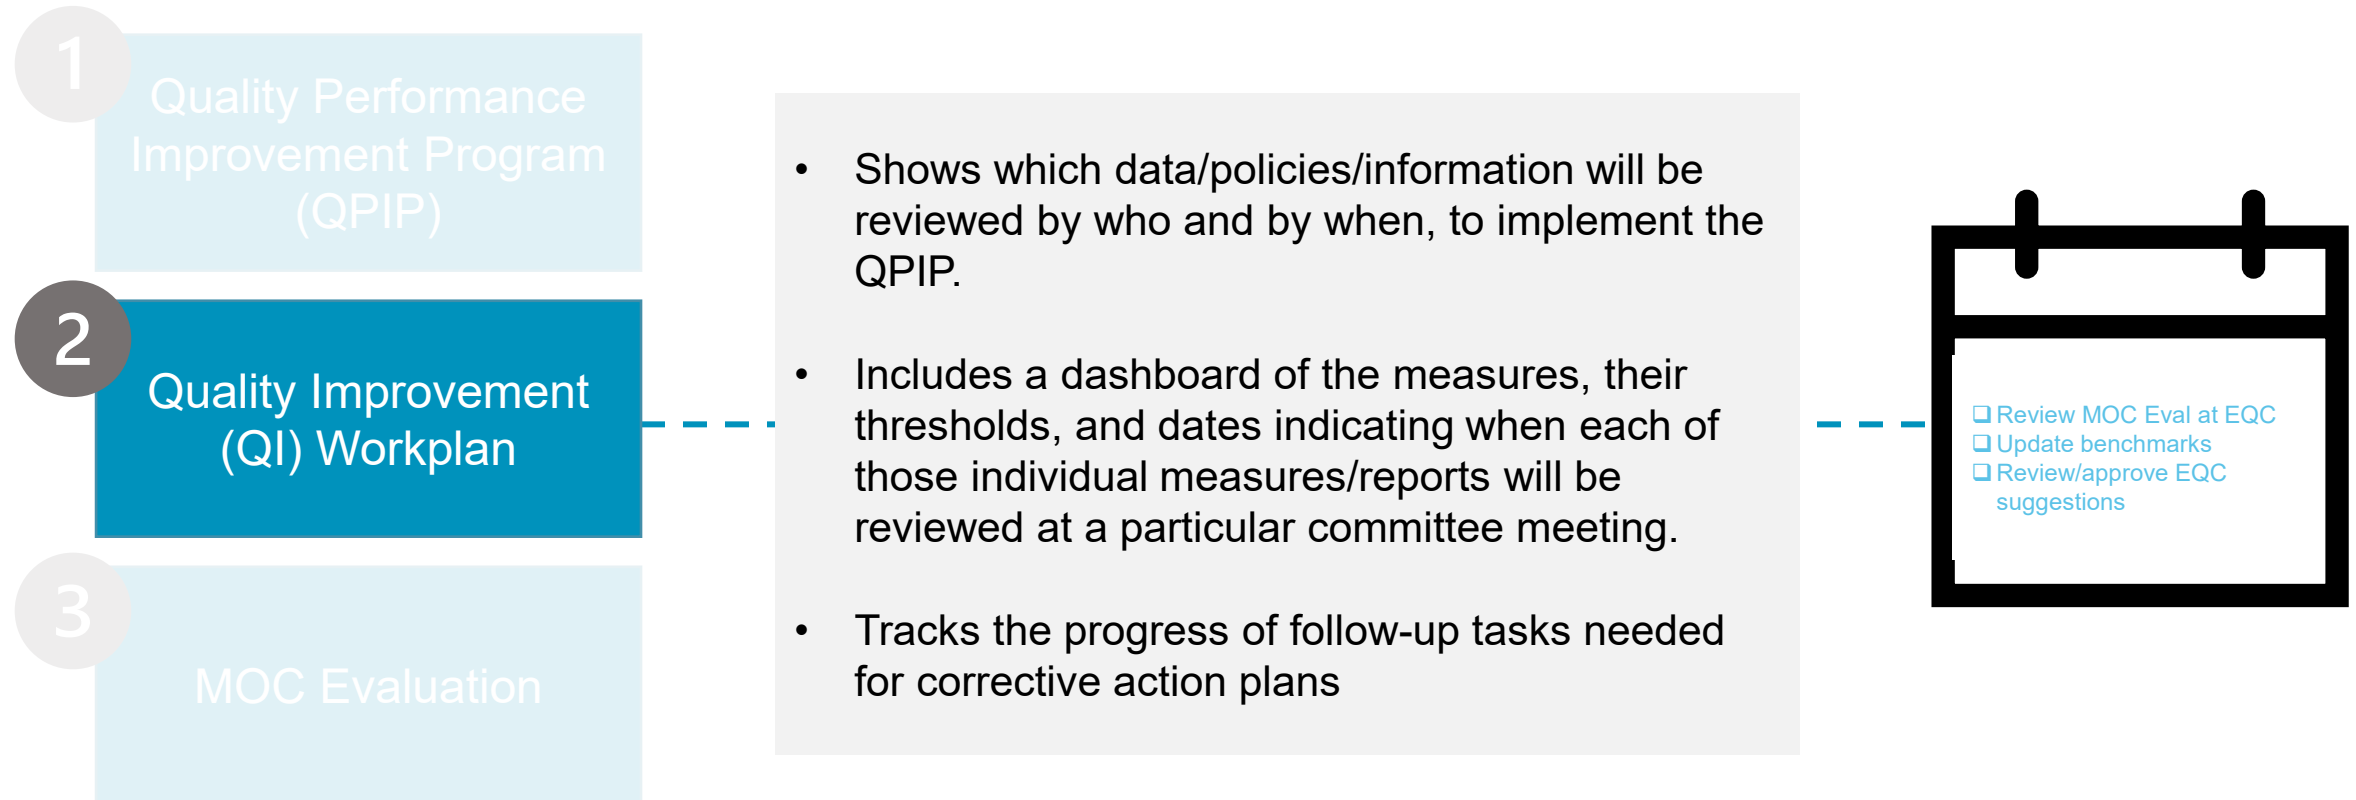 1
Quality Performance
Improvement Program
(QPIP)
2
Quality Improvement
(QI) Workplan
3
MOC Evaluation
• Shows which data/policies/information will be
reviewed by who and by when, to implement the
QPIP.
• Includes a dashboard of the measures, their
thresholds, and dates indicating when each of
those individual measures/reports will be
reviewed at a particular committee meeting.
• Tracks the progress of follow-up tasks needed
for corrective action plans
❑ Review MOC Eval at EQC
❑ Update benchmarks
❑ Review/approve EQC
suggestions